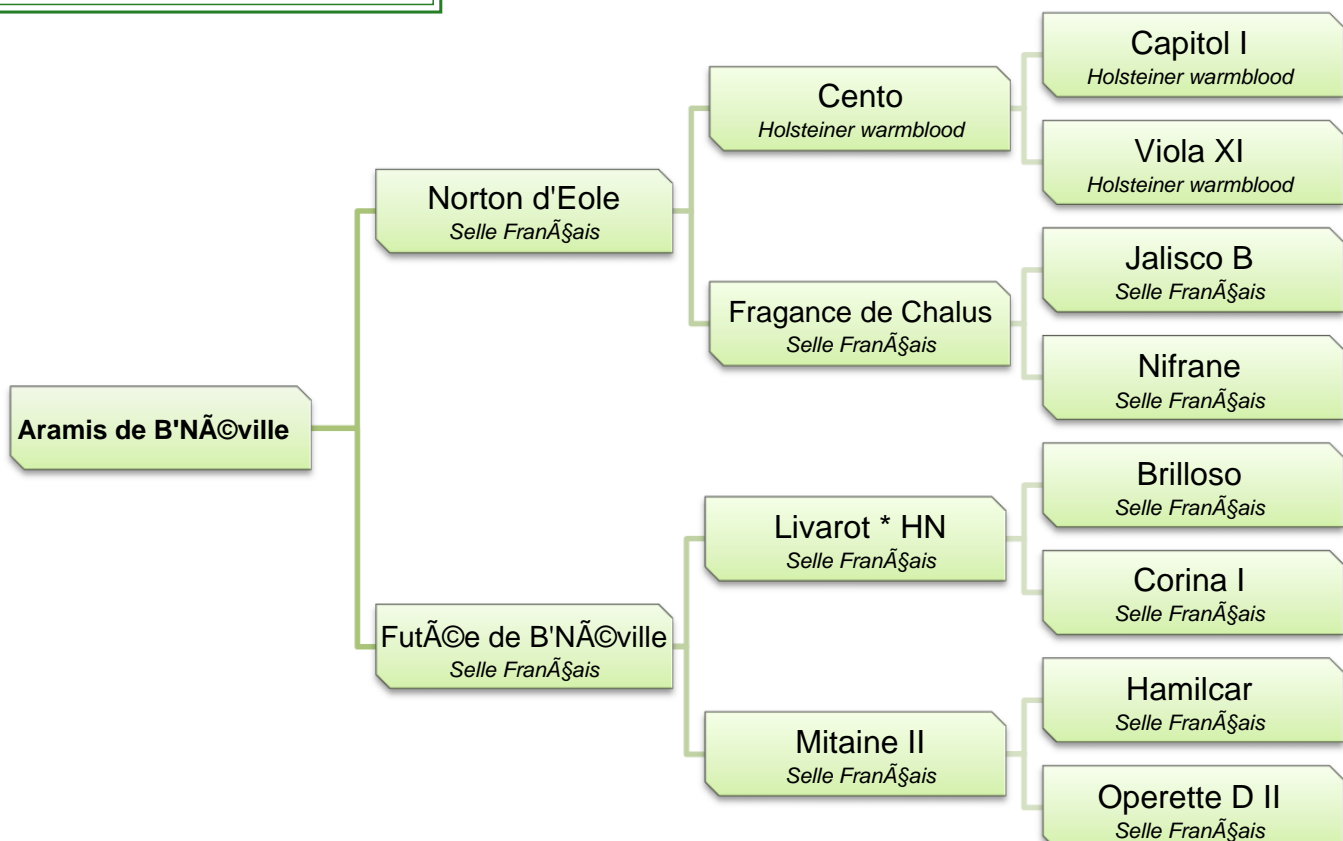 Capitol I
Holsteiner warmblood
Cento
Holsteiner warmblood
Viola XI
Holsteiner warmblood
Norton d'Eole
Selle FranÃ§ais
Jalisco B
Selle FranÃ§ais
Fragance de Chalus
Selle FranÃ§ais
Nifrane
Selle FranÃ§ais
Aramis de B'NÃ©ville
Brilloso
Selle FranÃ§ais
Livarot * HN
Selle FranÃ§ais
Corina I
Selle FranÃ§ais
FutÃ©e de B'NÃ©ville
Selle FranÃ§ais
Hamilcar
Selle FranÃ§ais
Mitaine II
Selle FranÃ§ais
Operette D II
Selle FranÃ§ais